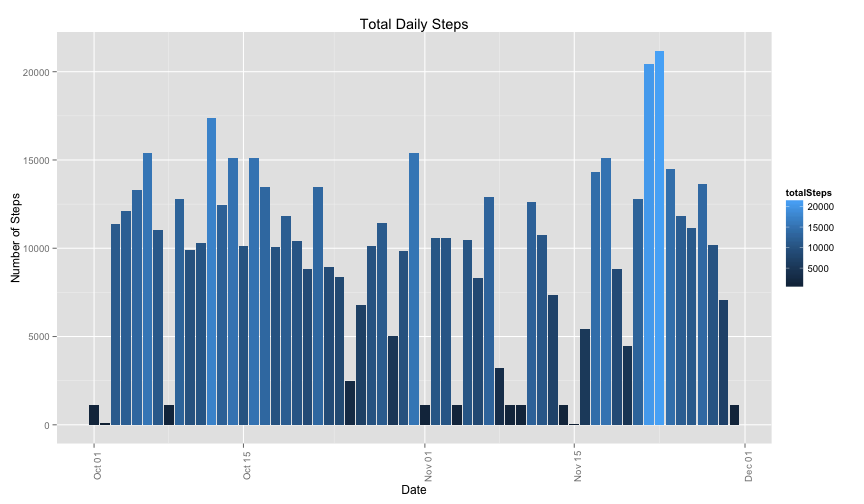 Total Daily Steps
Number of Steps
20000
15000
10000
5000
0
Oct 01
Oct 15
Nov 01
Nov 15
Dec 01
Date
totalSteps
20000
15000
10000
5000